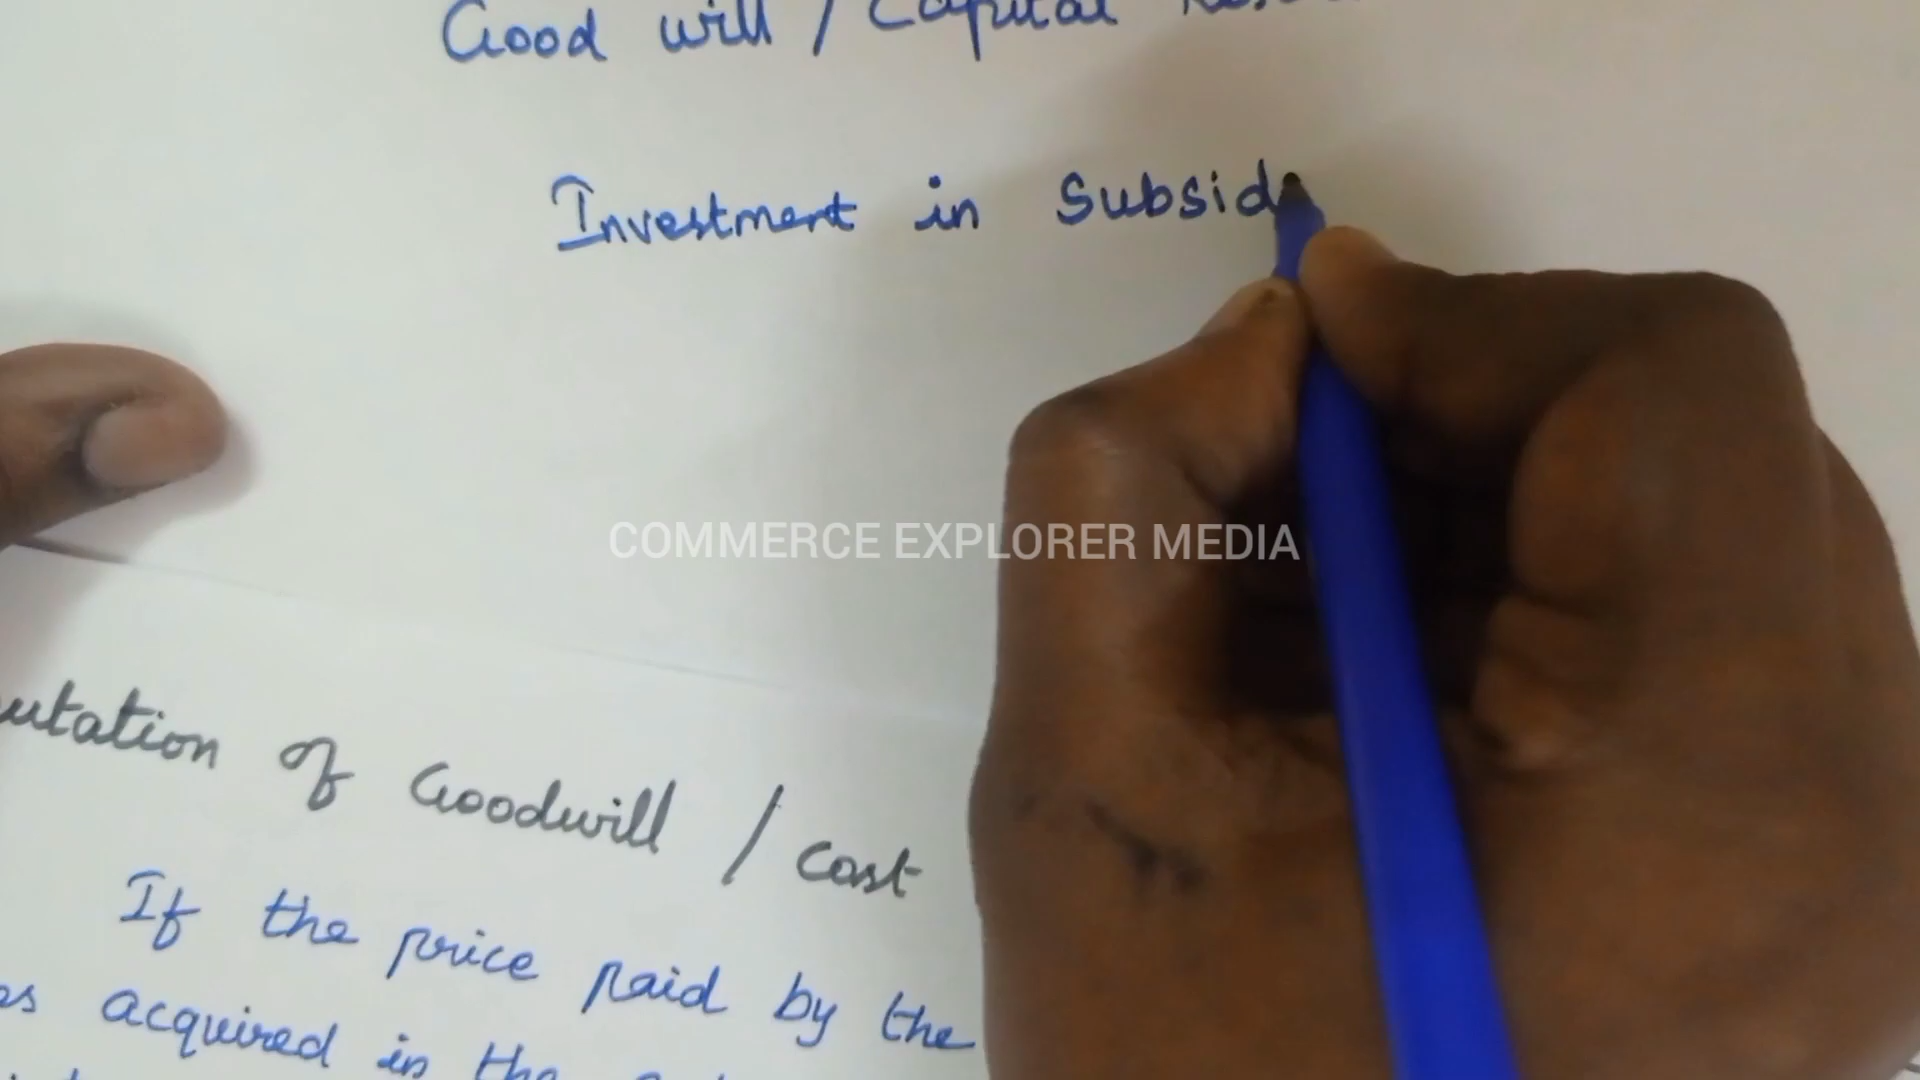 Good will / Capital
Investment in Subsid
COMMERCE EXPLORER MEDIA
of Goodwill / Cost
If the price paid by the
acquired in the